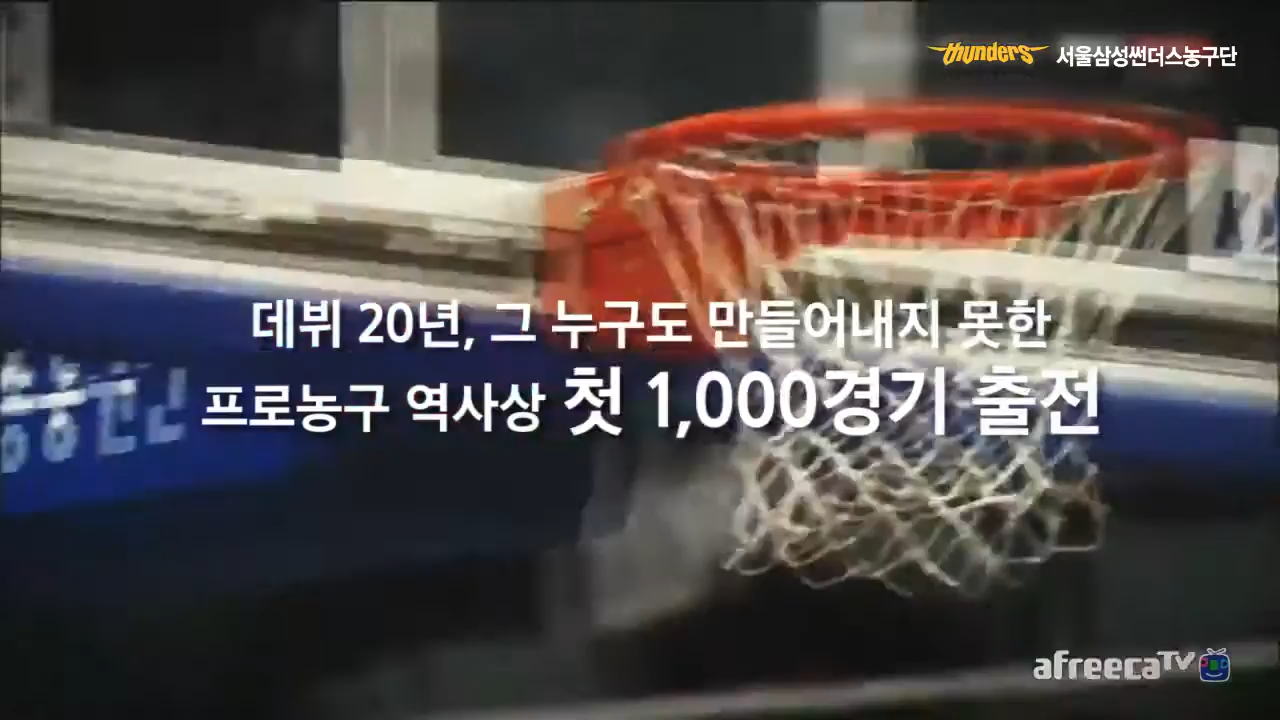 thunders 서울삼성썬더스농구단
데뷔 20년, 그 누구도 만들어내지 못한
프로농구 역사상 첫 1,000경기 출전
afreecaTV